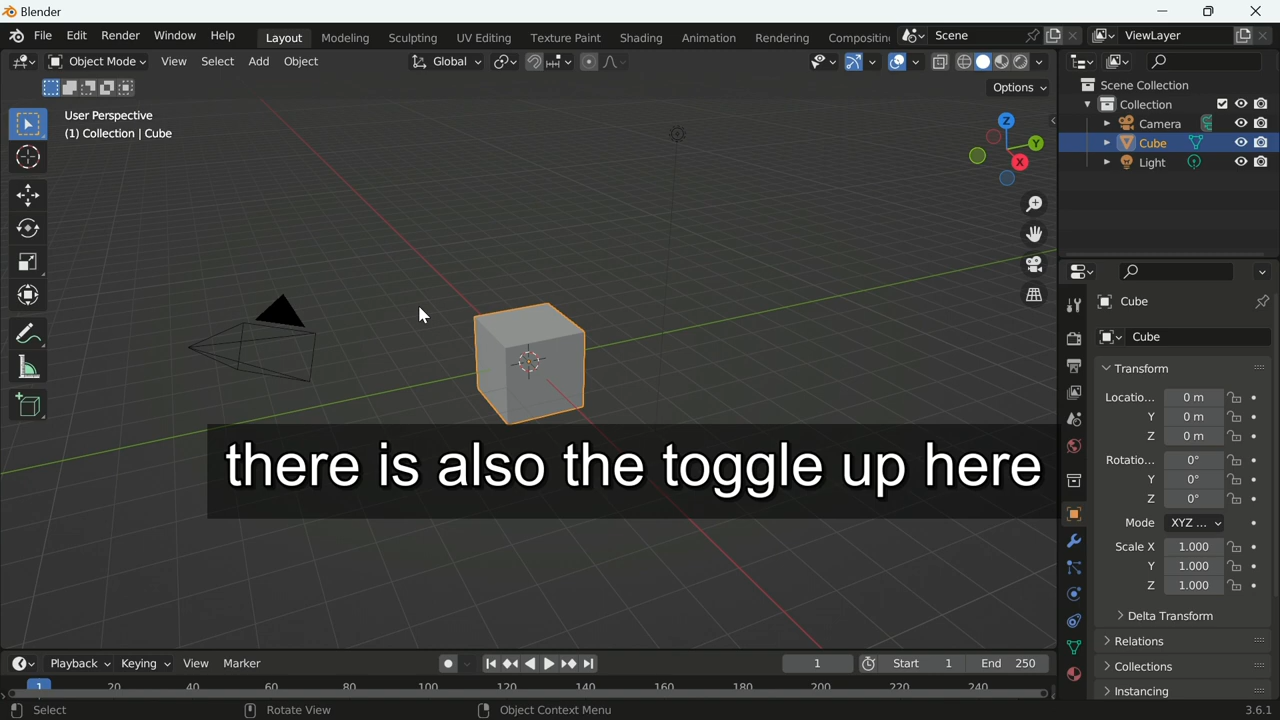 Blender
File Edit Render Window Help Layout Modeling Sculpting UV Editing Texture Paint Shading Animation Rendering Compositin Scene ViewLayer
Object Mode View Select Add Object Global
Options
User Perspective
(1) Collection | Cube
Z
Y
X
there is also the toggle up here
Scene Collection
Collection
Camera
Cube
Light
Cube
Cube
Transform
Locatio... 0 m
Y 0 m
Z 0 m
Rotatio... 0°
Y 0°
Z 0°
Mode XYZ ...
Scale X 1.000
Y 1.000
Z 1.000
Delta Transform
Relations
Collections
Instancing
Playback Keying View Marker 1 Start 1 End 250
1 20 40 60 80 100 120 140 160 180 200 220 240
Select Rotate View Object Context Menu 3.6.1